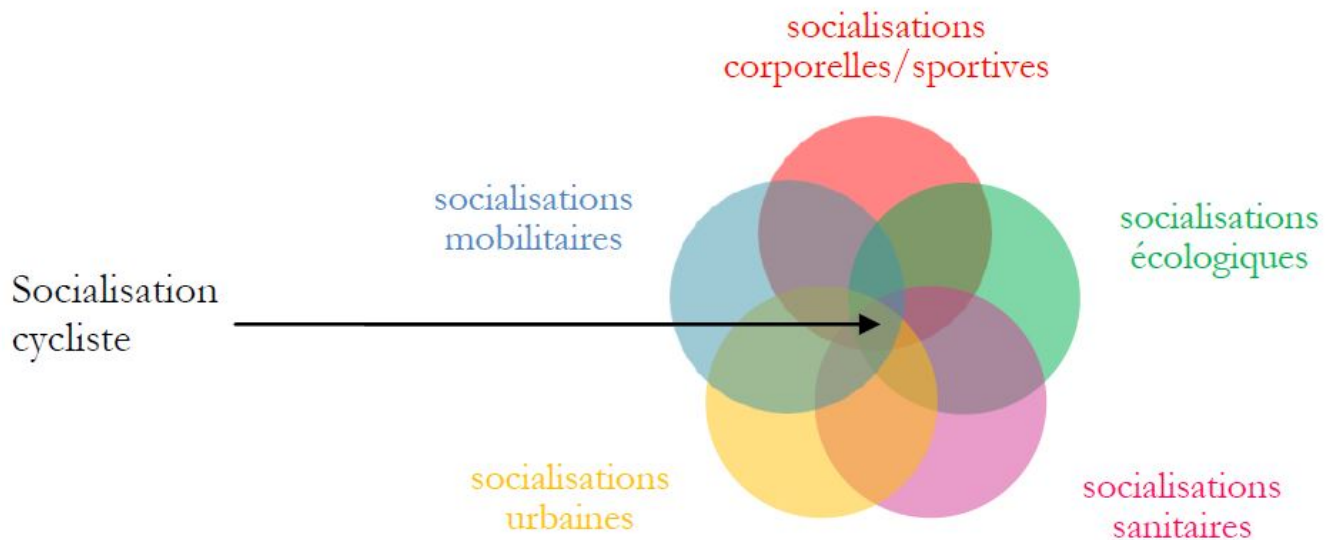 socialisations
corporelles/sportives
socialisations
mobilitaires
socialisations
écologiques
Socialisation
cycliste
socialisations
urbaines
socialisations
sanitaires